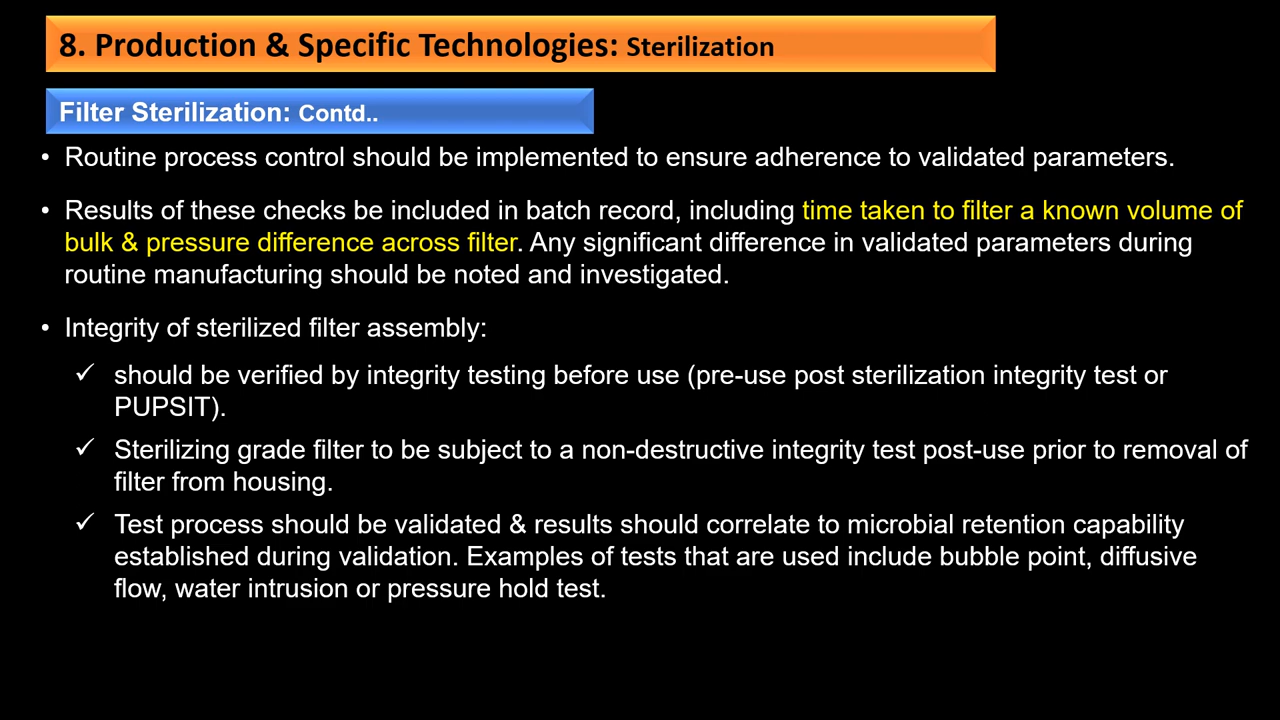 8. Production & Specific Technologies: Sterilization
Filter Sterilization: Contd..
• Routine process control should be implemented to ensure adherence to validated parameters.
• Results of these checks be included in batch record, including time taken to filter a known volume of
bulk & pressure difference across filter. Any significant difference in validated parameters during
routine manufacturing should be noted and investigated.
• Integrity of sterilized filter assembly:
✓ should be verified by integrity testing before use (pre-use post sterilization integrity test or
PUPSIT).
✓ Sterilizing grade filter to be subject to a non-destructive integrity test post-use prior to removal of
filter from housing.
✓ Test process should be validated & results should correlate to microbial retention capability
established during validation. Examples of tests that are used include bubble point, diffusive
flow, water intrusion or pressure hold test.